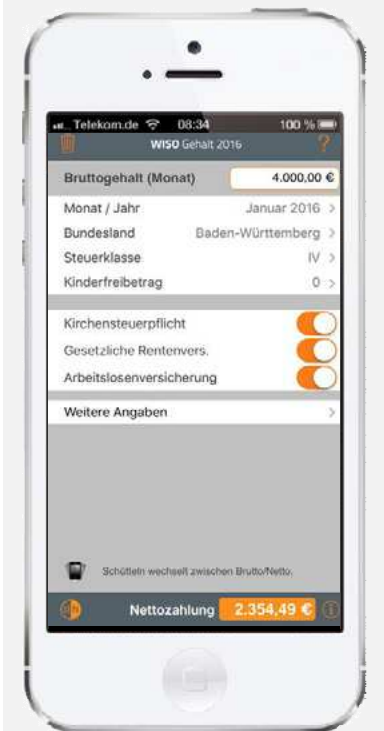 Telekom.de 08:34 100 %
WISO Gehalt 2016 ?
Bruttogehalt (Monat) 4.000,00 €
Monat / Jahr Januar 2016 >
Bundesland Baden-Württemberg >
Steuerklasse IV >
Kinderfreibetrag 0 >
Kirchensteuerpflicht
Gesetzliche Rentenvers.
Arbeitslosenversicherung
Weitere Angaben >
Schütteln wechselt zwischen Brutto/Netto.
Nettozahlung 2.354,49 €